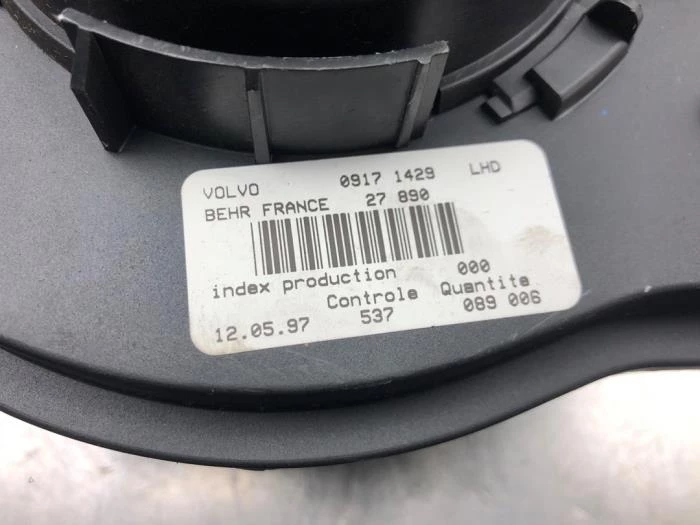 VOLVO 0917 1429 LHD
BEHR FRANCE 27 890
index production 000
Controle Quantite
12.05.97 537 089 006